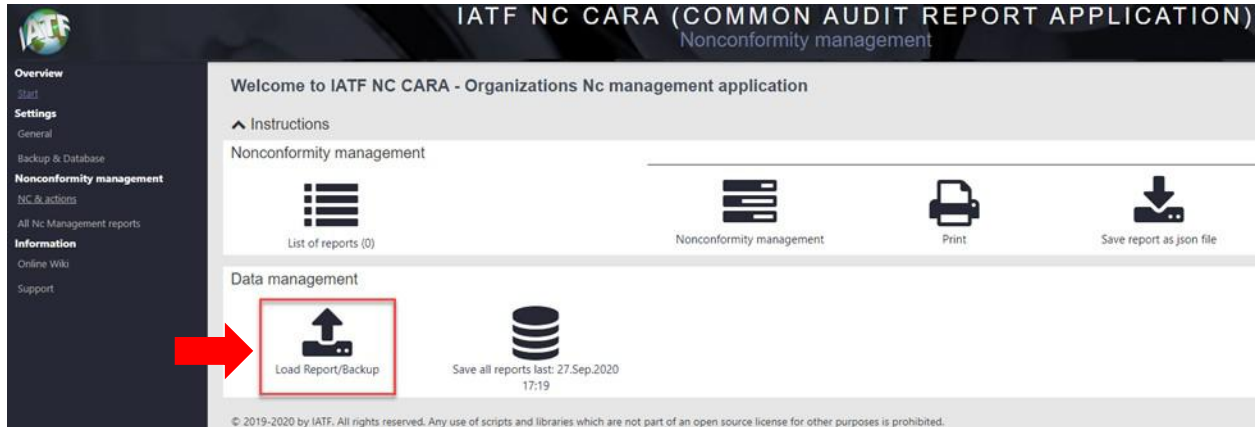 IATF
IATF NC CARA (COMMON AUDIT REPORT APPLICATION)
Nonconformity management
Overview
Start
Settings
General
Backup & Database
Nonconformity management
NC & actions
All Nc Management reports
Information
Online Wiki
Support
Welcome to IATF NC CARA - Organizations Nc management application
Instructions
Nonconformity management
List of reports (0)
Nonconformity management
Print
Save report as json file
Data management
Load Report/Backup
Save all reports last: 27.Sep.2020
17:19
© 2019-2020 by IATF. All rights reserved. Any use of scripts and libraries which are not part of an open source license for other purposes is prohibited.